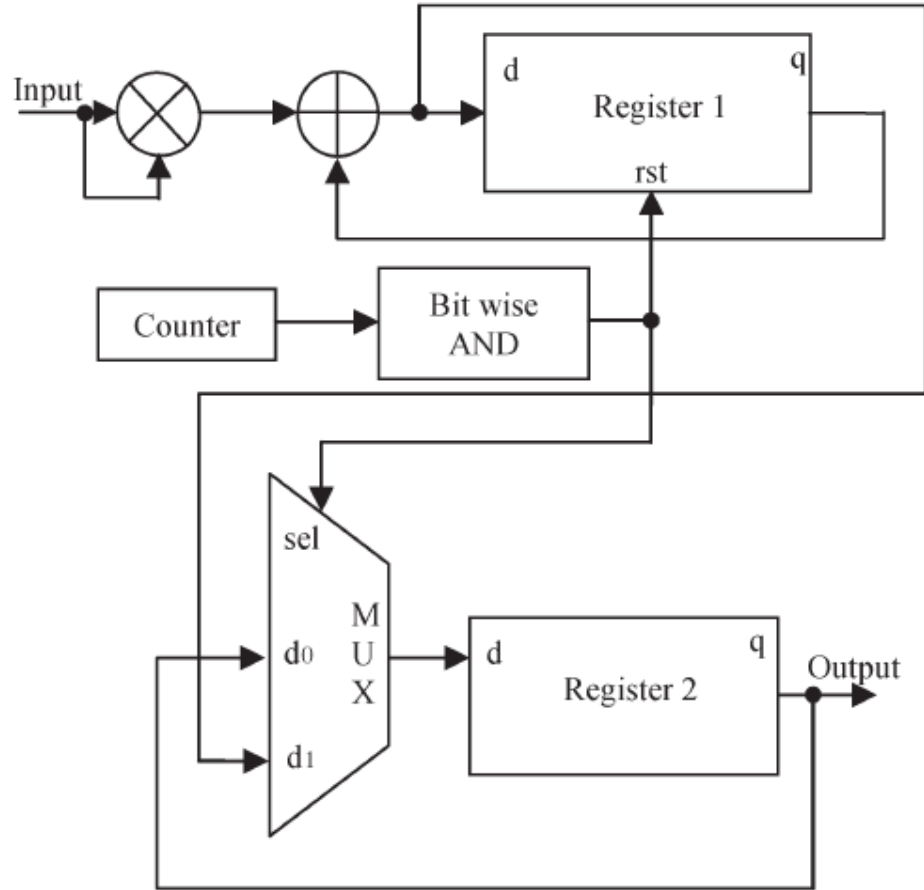 Input
d
q
Register 1
rst
Counter
Bit wise
AND
sel
d0
d1
M
U
X
d
q
Register 2
Output